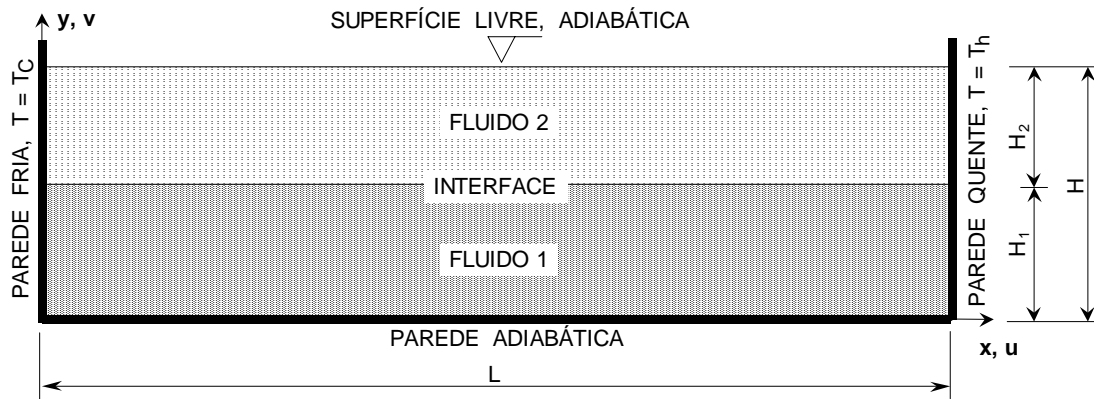 y, v
SUPERFÍCIE LIVRE, ADIABÁTICA
PAREDE FRIA, T = T_C
FLUIDO 2
INTERFACE
FLUIDO 1
PAREDE QUENTE, T = T_h
H_2
H_1
H
PAREDE ADIABÁTICA
x, u
L